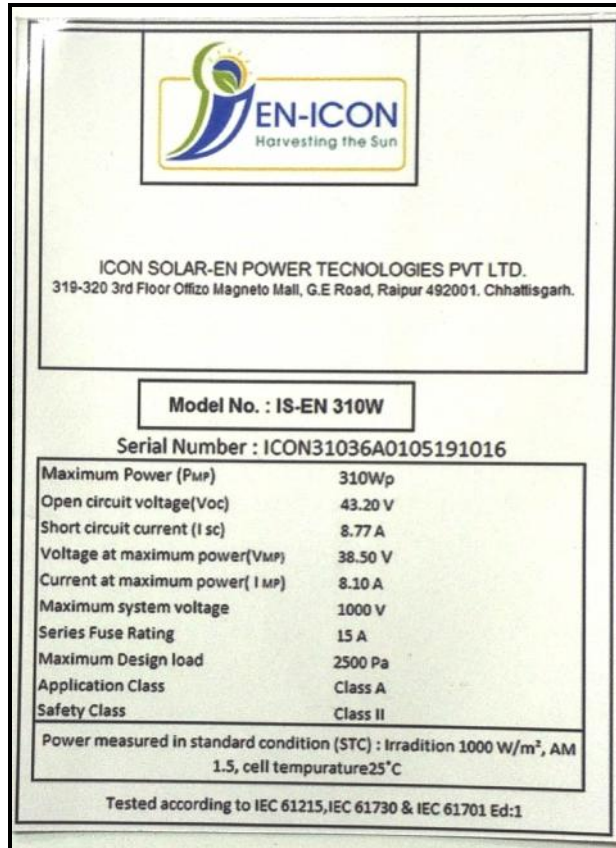 EN-ICON
Harvesting the Sun
ICON SOLAR-EN POWER TECNOLOGIES PVT LTD.
319-320 3rd Floor Offizo Magneto Mall, G.E Road, Raipur 492001. Chhattisgarh.
Model No. : IS-EN 310W
Serial Number : ICON31036A0105191016
Maximum Power (PMP) 310Wp
Open circuit voltage(Voc) 43.20 V
Short circuit current (I sc) 8.77 A
Voltage at maximum power(VMP) 38.50 V
Current at maximum power( I MP) 8.10 A
Maximum system voltage 1000 V
Series Fuse Rating 15 A
Maximum Design load 2500 Pa
Application Class Class A
Safety Class Class II
Power measured in standard condition (STC) : Irradition 1000 W/m², AM
1.5, cell tempurature25°C
Tested according to IEC 61215,IEC 61730 & IEC 61701 Ed:1